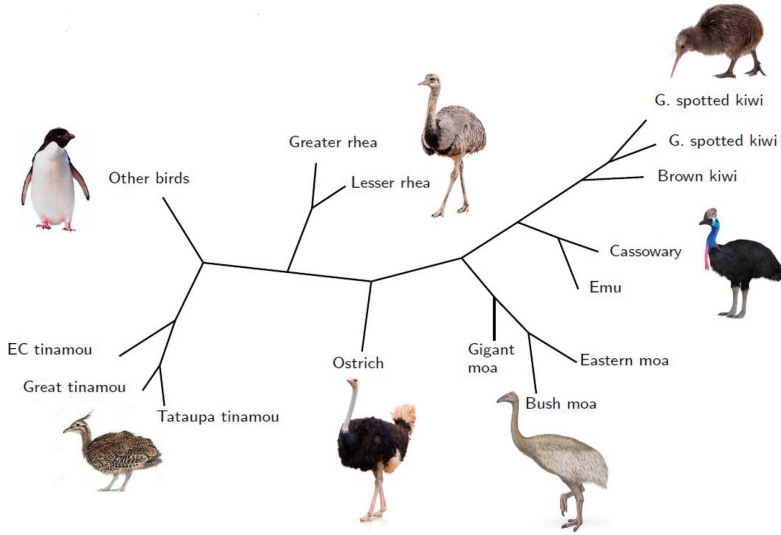 G. spotted kiwi
Greater rhea
G. spotted kiwi
Other birds
Lesser rhea
Brown kiwi
Cassowary
Emu
EC tinamou
Gigant
moa
Ostrich
Eastern moa
Great tinamou
Bush moa
Tataupa tinamou